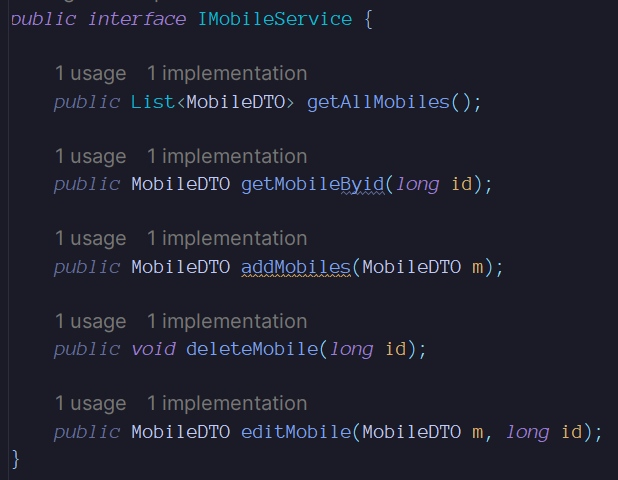 public interface IMobileService {
1 usage 1 implementation
public List<MobileDTO> getAllMobiles();
1 usage 1 implementation
public MobileDTO getMobileByid(long id);
1 usage 1 implementation
public MobileDTO addMobiles(MobileDTO m);
1 usage 1 implementation
public void deleteMobile(long id);
1 usage 1 implementation
public MobileDTO editMobile(MobileDTO m, long id);
}